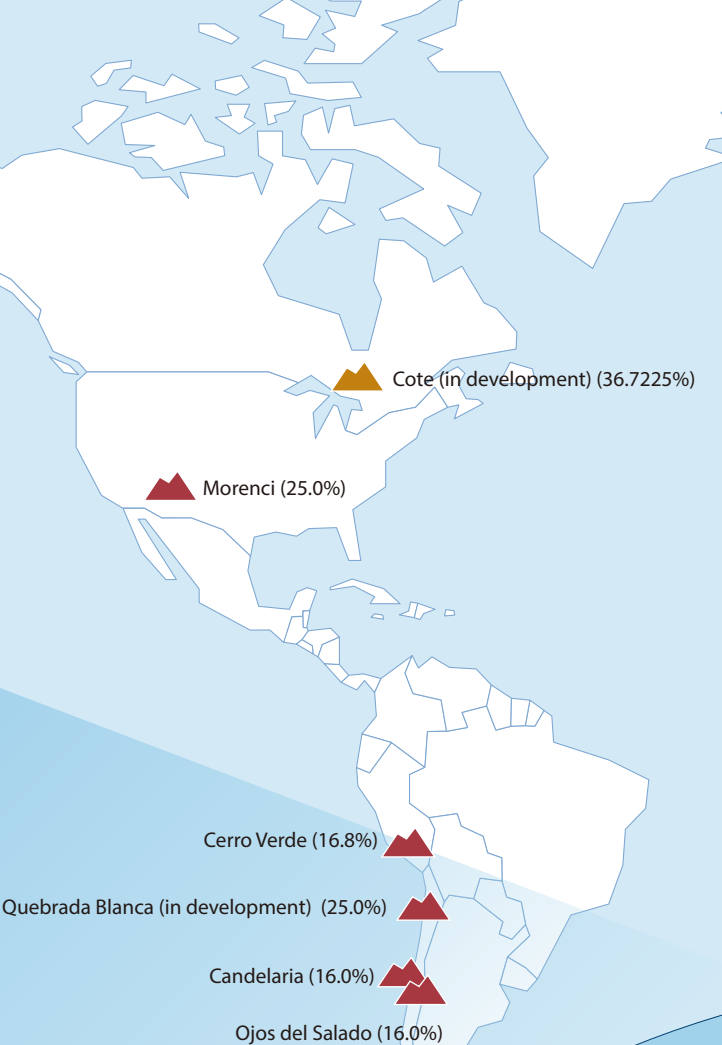 Cote (in development) (36.7225%)
Morenci (25.0%)
Cerro Verde (16.8%)
Quebrada Blanca (in development) (25.0%)
Candelaria (16.0%)
Ojos del Salado (16.0%)